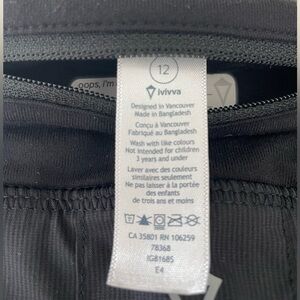 oops, i'm
12
ivivva
Designed in Vancouver
Made in Bangladesh
Conçu à Vancouver
Fabriqué au Bangladesh
Wash with like colours
Not intended for children
3 years and under
Laver avec des couleurs
similaires seulement
Ne pas laisser à la portée
des enfants
de trois ans et moins
CA 35801 RN 106259
78368
IGB1685
E4